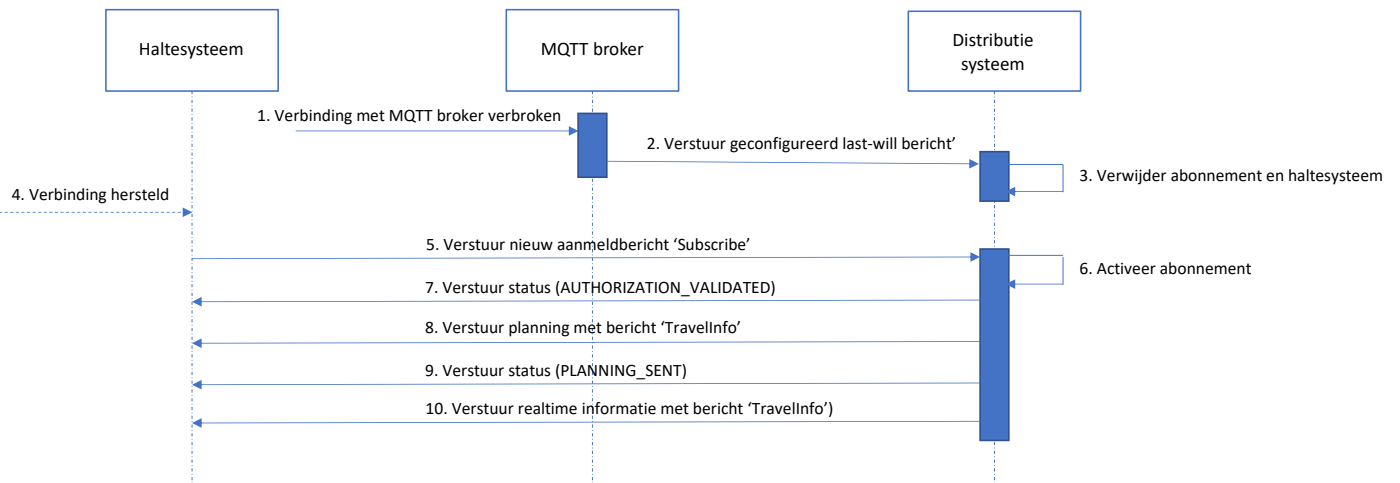 Haltesysteem
MQTT broker
Distributie
systeem
1. Verbinding met MQTT broker verbroken
2. Verstuur geconfigureerd last-will bericht’
3. Verwijder abonnement en haltesysteem
4. Verbinding hersteld
5. Verstuur nieuw aanmeldbericht ‘Subscribe’
6. Activeer abonnement
7. Verstuur status (AUTHORIZATION_VALIDATED)
8. Verstuur planning met bericht ‘TravelInfo’
9. Verstuur status (PLANNING_SENT)
10. Verstuur realtime informatie met bericht ‘TravelInfo’)